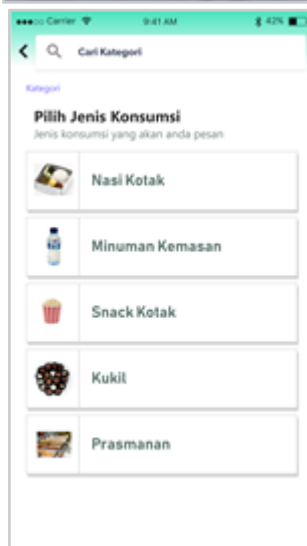 Carrier 9:41 AM 42%
Cari Kategori
Kategori
Pilih Jenis Konsumsi
Jenis konsumsi yang akan anda pesan
Nasi Kotak
Minuman Kemasan
Snack Kotak
Kukil
Prasmanan